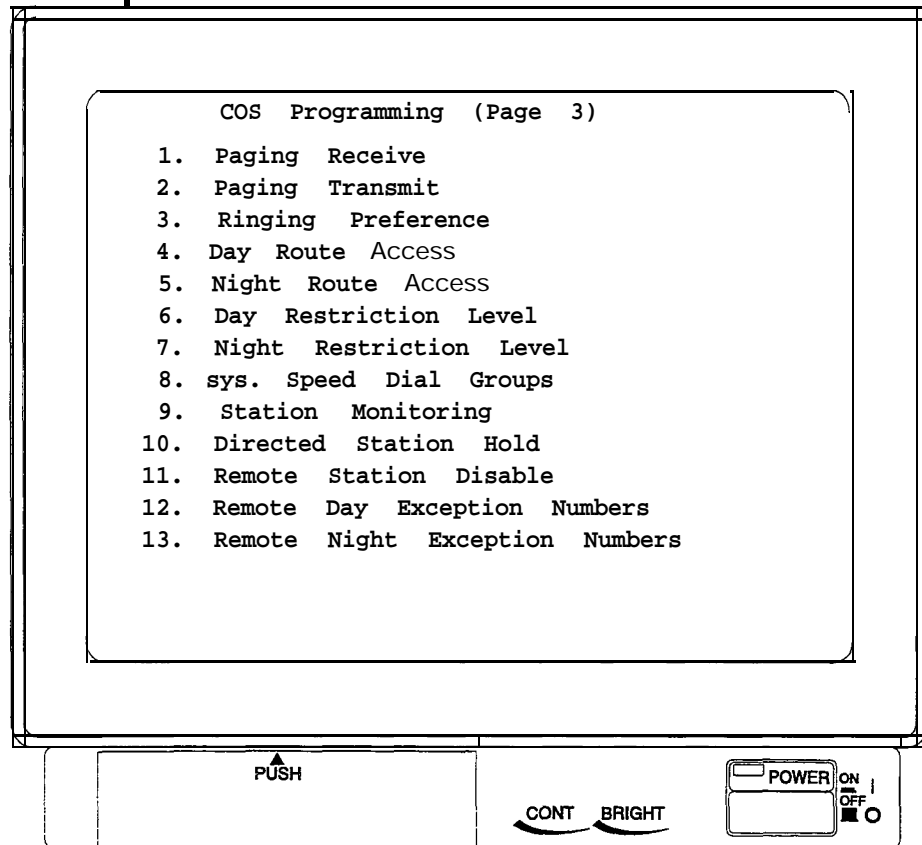 COS Programming (Page 3)
1. Paging Receive
2. Paging Transmit
3. Ringing Preference
4. Day Route Access
5. Night Route Access
6. Day Restriction Level
7. Night Restriction Level
8. sys. Speed Dial Groups
9. Station Monitoring
10. Directed Station Hold
11. Remote Station Disable
12. Remote Day Exception Numbers
13. Remote Night Exception Numbers
PUSH
CONT BRIGHT
POWER
ON
OFF